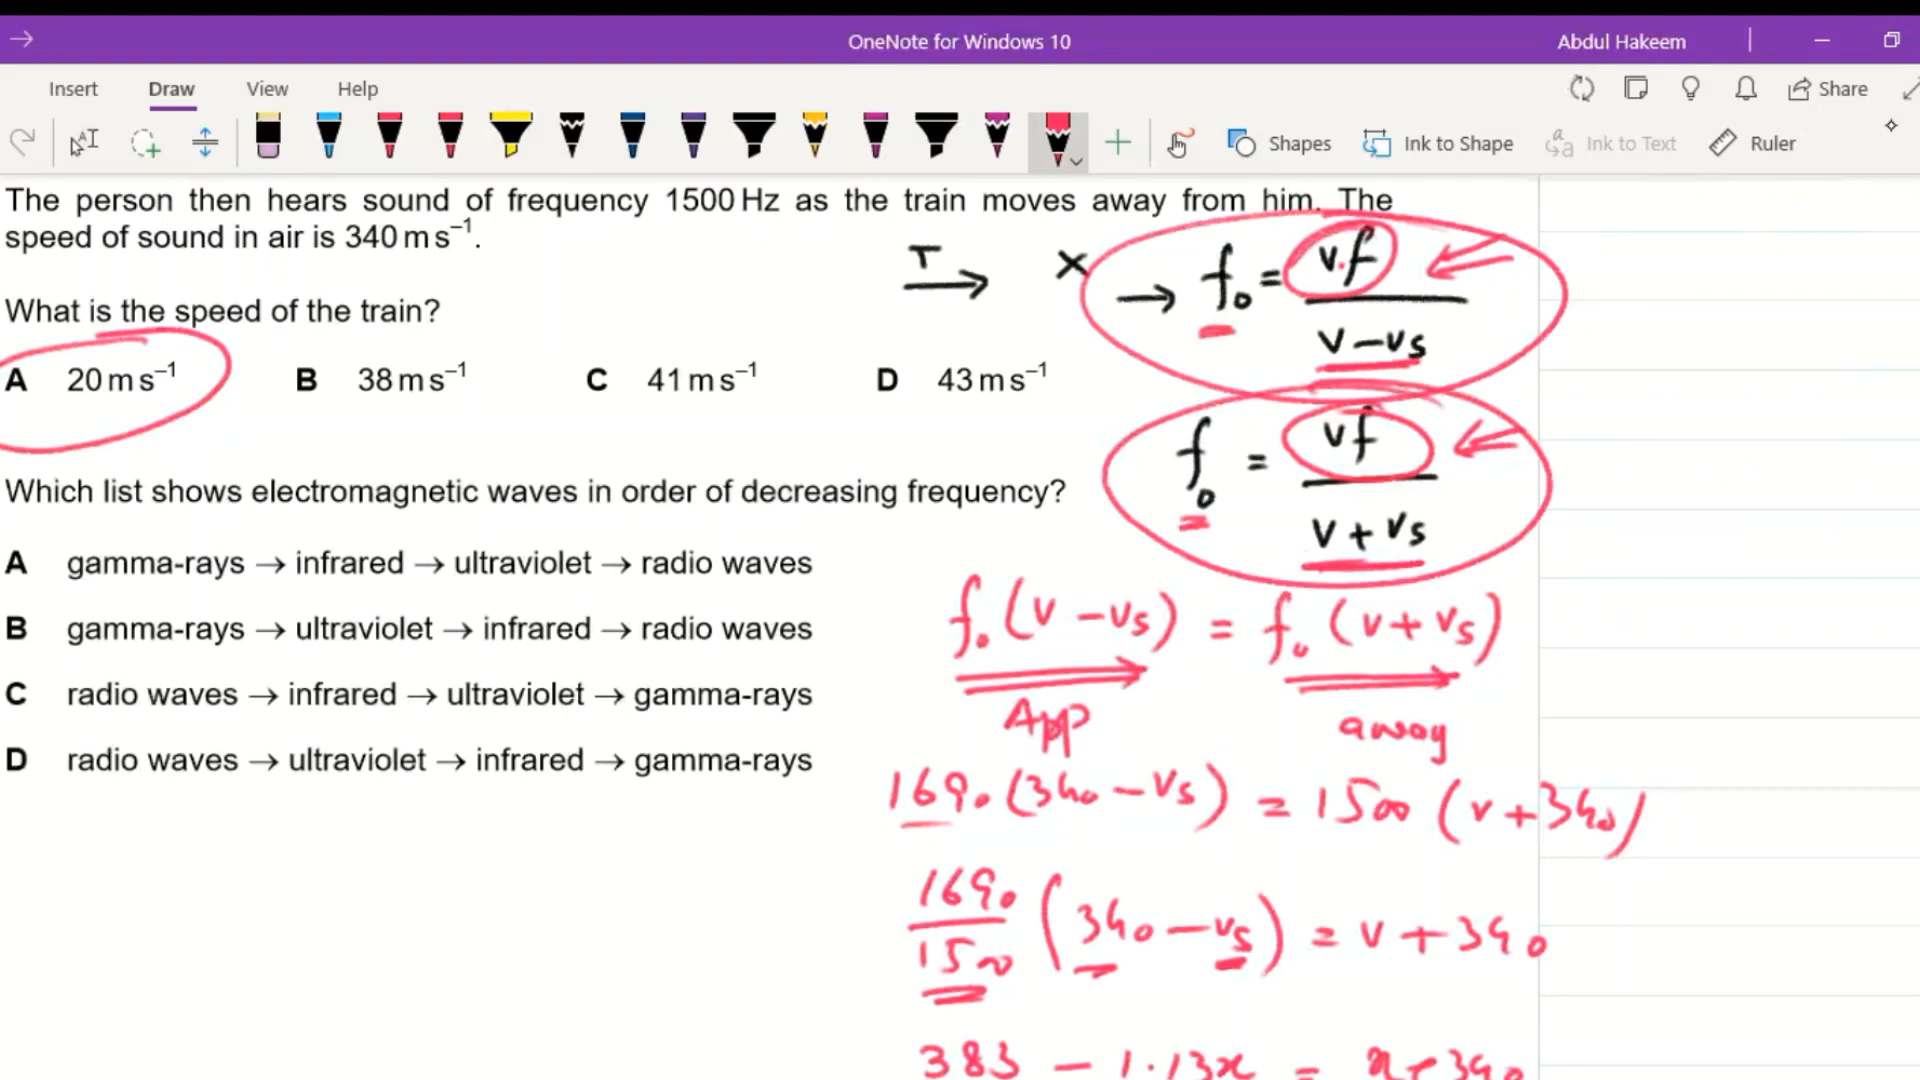 OneNote for Windows 10
Abdul Hakeem
Insert Draw View Help
Share
Shapes Ink to Shape Ink to Text Ruler
The person then hears sound of frequency 1500 Hz as the train moves away from him. The
speed of sound in air is 340 m s⁻¹.
T → × → f₀ = v.f / v − vs
What is the speed of the train?
A 20 m s⁻¹ B 38 m s⁻¹ C 41 m s⁻¹ D 43 m s⁻¹
f₀ = vf / v + vs
Which list shows electromagnetic waves in order of decreasing frequency?
A gamma-rays → infrared → ultraviolet → radio waves
B gamma-rays → ultraviolet → infrared → radio waves
C radio waves → infrared → ultraviolet → gamma-rays
D radio waves → ultraviolet → infrared → gamma-rays
f₀ (v − vs) = f₀ (v + vs)
App away
1690 (340 − vs) = 1500 (v + 340)
1690 / 1500 (340 − vs) = v + 340
383 − 1.13x = x + 340